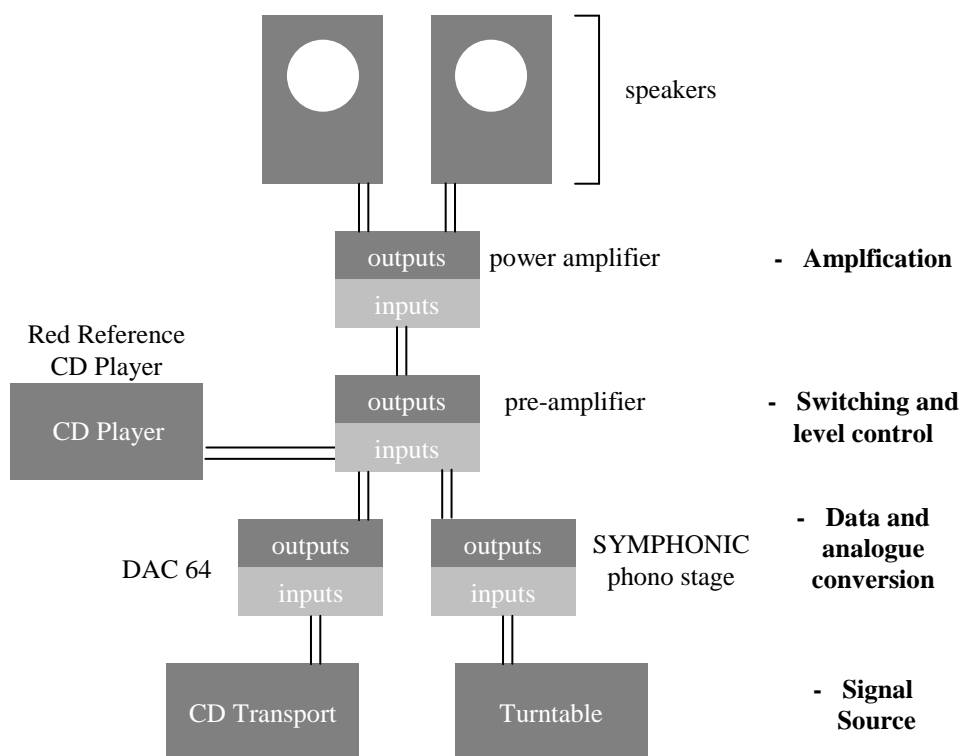 speakers
outputs
power amplifier
- Amplfication
inputs
Red Reference
CD Player
CD Player
outputs
pre-amplifier
- Switching and
level control
inputs
DAC 64
outputs
inputs
outputs
inputs
SYMPHONIC
phono stage
- Data and
analogue
conversion
CD Transport
Turntable
- Signal
Source